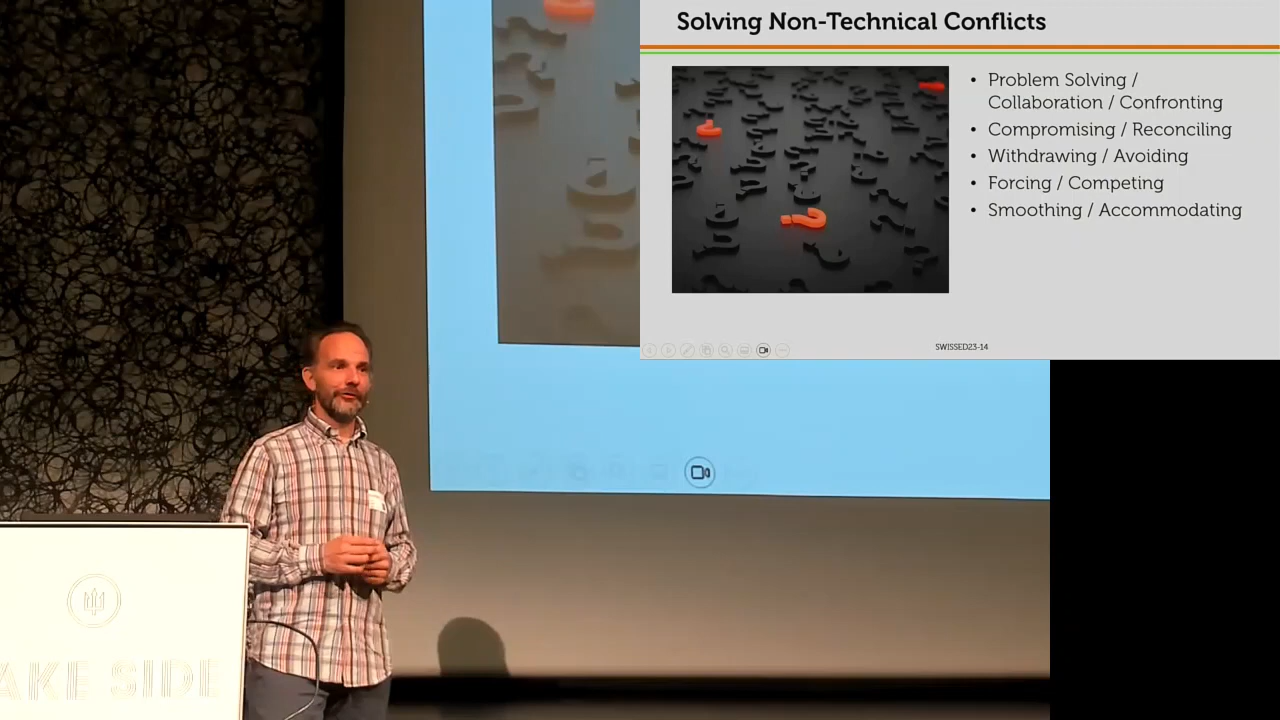 Solving Non-Technical Conflicts
• Problem Solving /
Collaboration / Confronting
• Compromising / Reconciling
• Withdrawing / Avoiding
• Forcing / Competing
• Smoothing / Accommodating
SWISSED23-14
AKE SIDE